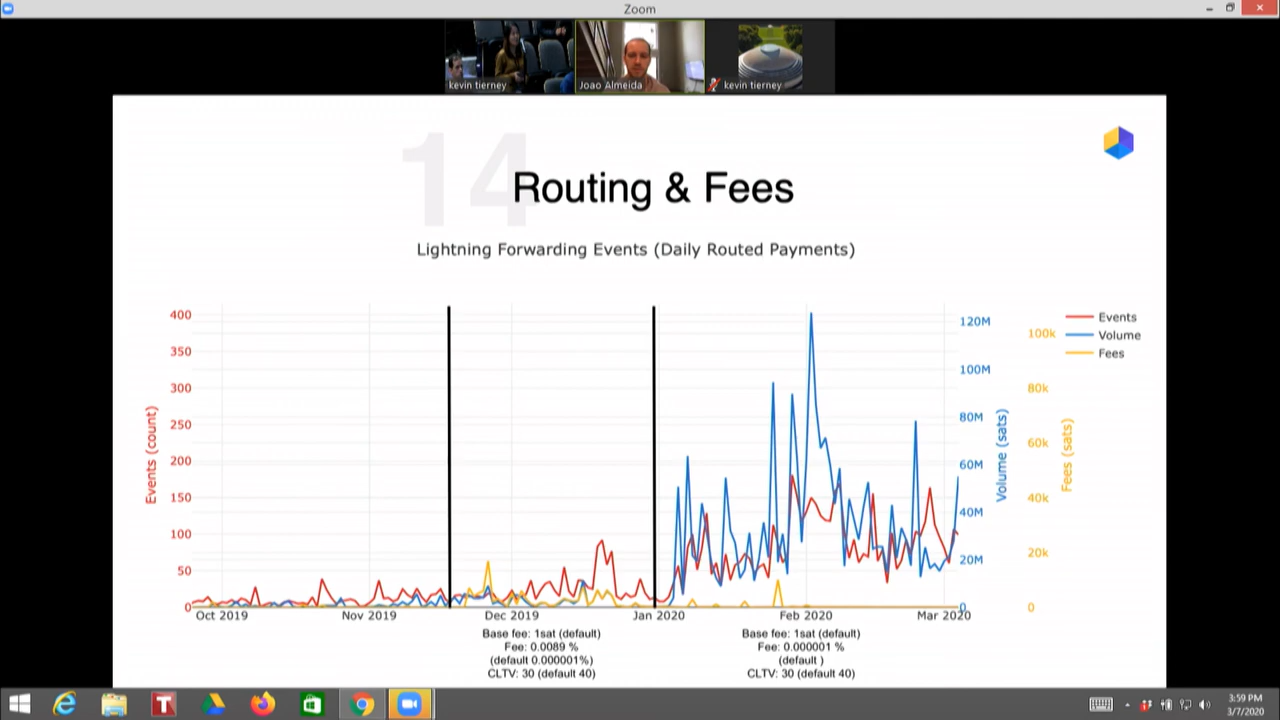 Zoom
kevin tierney
Joao Almeida
kevin tierney
14
Routing & Fees
Lightning Forwarding Events (Daily Routed Payments)
Events (count)
400
350
300
250
200
150
100
50
0
Oct 2019
Nov 2019
Dec 2019
Jan 2020
Feb 2020
Mar 2020
120M
100M
80M
60M
40M
20M
0
Volume (sats)
100k
80k
60k
40k
20k
0
Fees (sats)
Events
Volume
Fees
Base fee: 1sat (default)
Fee: 0.0089 %
(default 0.000001%)
CLTV: 30 (default 40)
Base fee: 1sat (default)
Fee: 0.000001 %
(default )
CLTV: 30 (default 40)
T
3:59 PM
3/7/2020